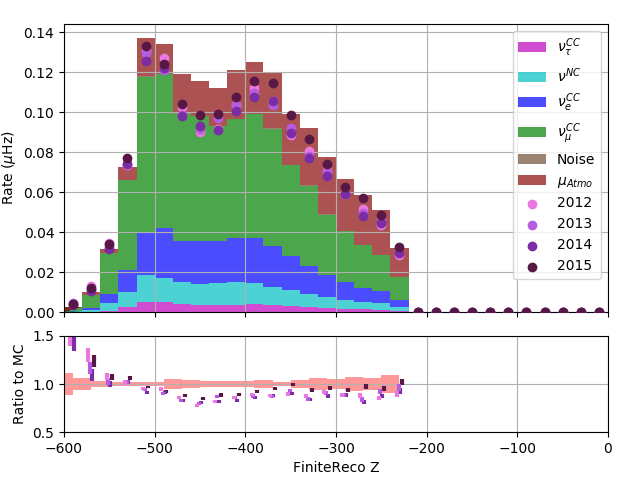 0.14
0.12
0.10
0.08
0.06
0.04
0.02
0.00
Rate (μHz)
ν_τ^CC
ν^NC
ν_e^CC
ν_μ^CC
Noise
μ_Atmo
2012
2013
2014
2015
1.5
1.0
0.5
Ratio to MC
−600 −500 −400 −300 −200 −100 0
FiniteReco Z